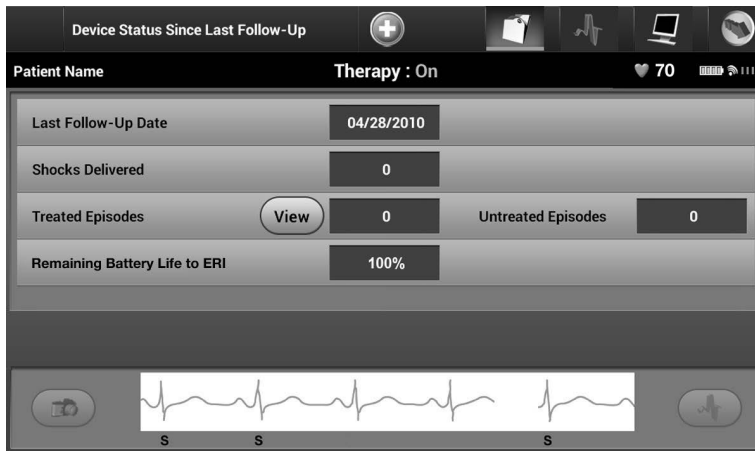 Device Status Since Last Follow-Up
Patient Name Therapy : On 70
Last Follow-Up Date 04/28/2010
Shocks Delivered 0
Treated Episodes View 0 Untreated Episodes 0
Remaining Battery Life to ERI 100%
S S S